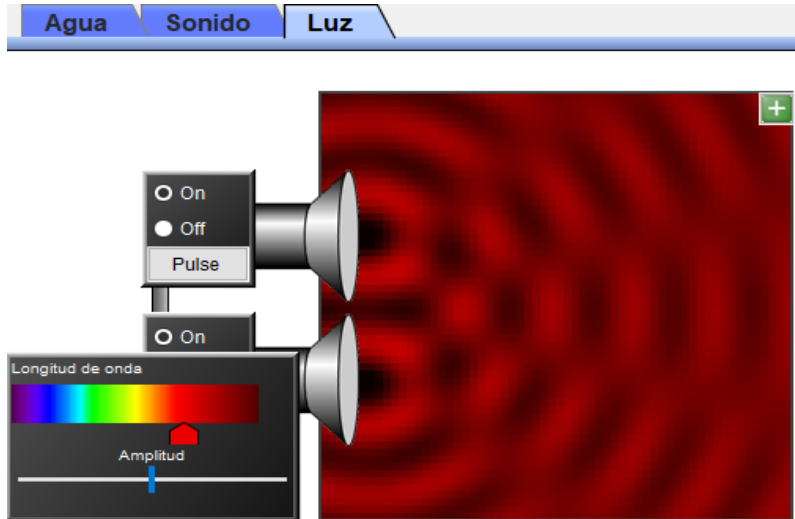 Agua Sonido Luz
On
Off
Pulse
On
Longitud de onda
Amplitud